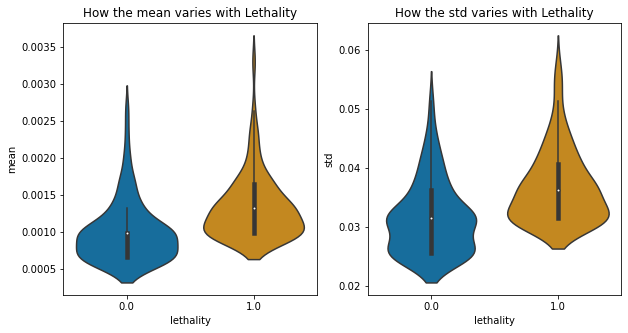 How the mean varies with Lethality
0.0035
0.0030
0.0025
0.0020
0.0015
0.0010
0.0005
mean
0.0
1.0
lethality
How the std varies with Lethality
0.06
0.05
0.04
0.03
0.02
std
0.0
1.0
lethality